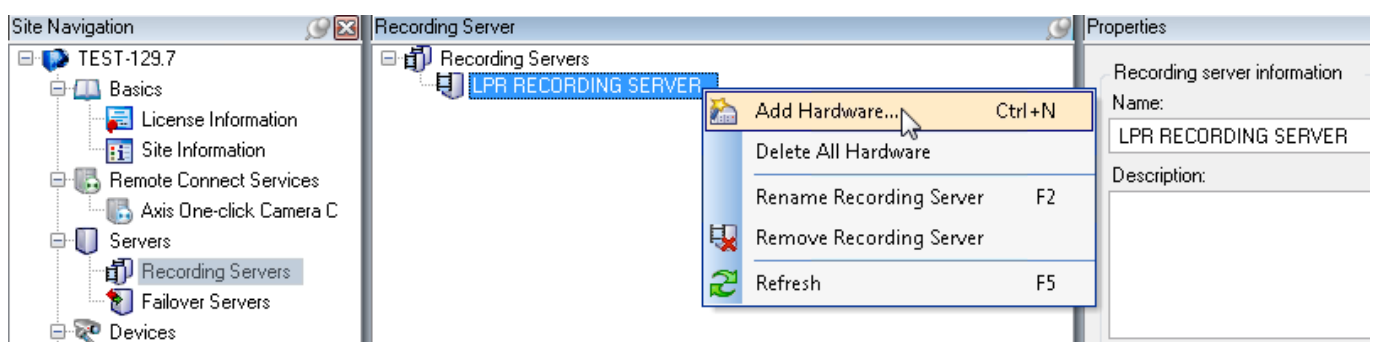 Site Navigation
TEST-129.7
Basics
License Information
Site Information
Remote Connect Services
Axis One-click Camera C
Servers
Recording Servers
Failover Servers
Devices
Recording Server
Recording Servers
LPR RECORDING SERVER
Add Hardware... Ctrl+N
Delete All Hardware
Rename Recording Server F2
Remove Recording Server
Refresh F5
Properties
Recording server information
Name:
LPR RECORDING SERVER
Description: